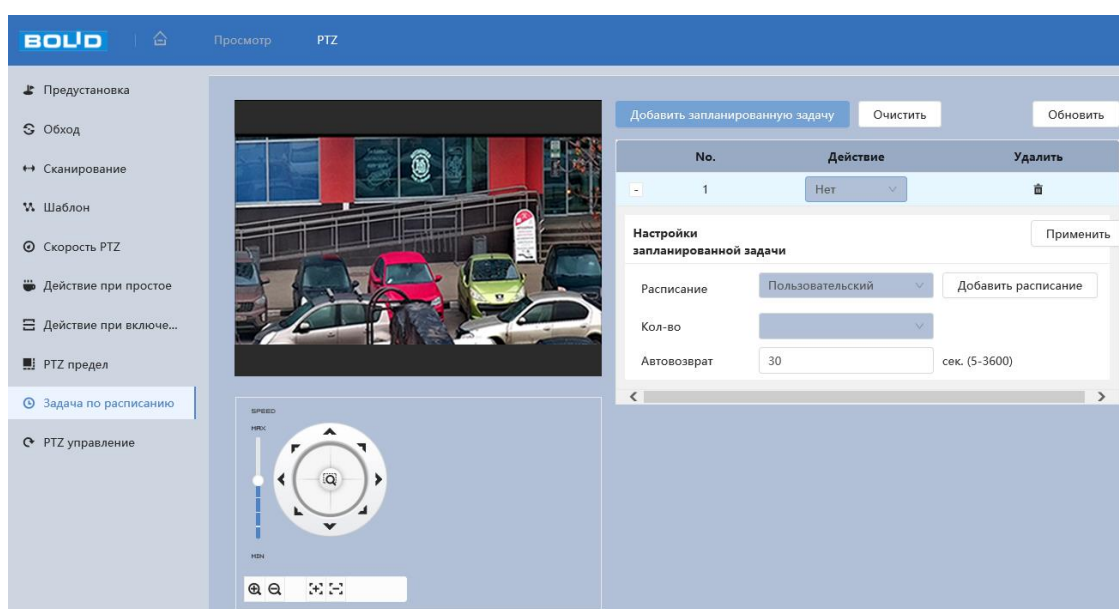 BOLID
Просмотр
PTZ
Предустановка
Обход
Сканирование
Шаблон
Скорость PTZ
Действие при простое
Действие при включе...
PTZ предел
Задача по расписанию
PTZ управление
Добавить запланированную задачу
Очистить
Обновить
No. Действие Удалить
- 1 Нет
Настройки
запланированной задачи
Применить
Расписание Пользовательский Добавить расписание
Кол-во
Автовозврат 30 сек. (5-3600)
SPEED
MAX
MIN